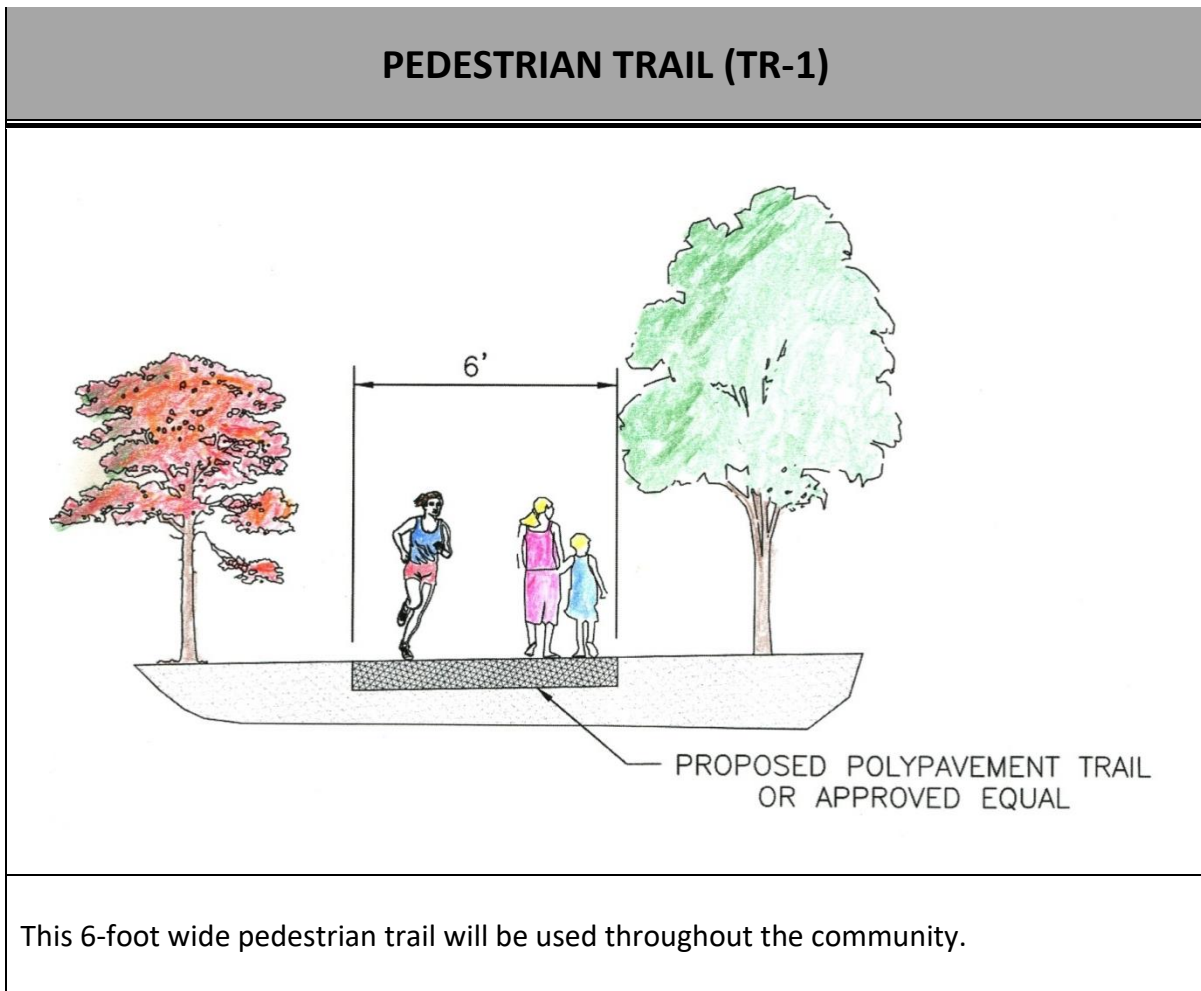 PEDESTRIAN TRAIL (TR-1)
6'
PROPOSED POLYPAVEMENT TRAIL
OR APPROVED EQUAL
This 6-foot wide pedestrian trail will be used throughout the community.